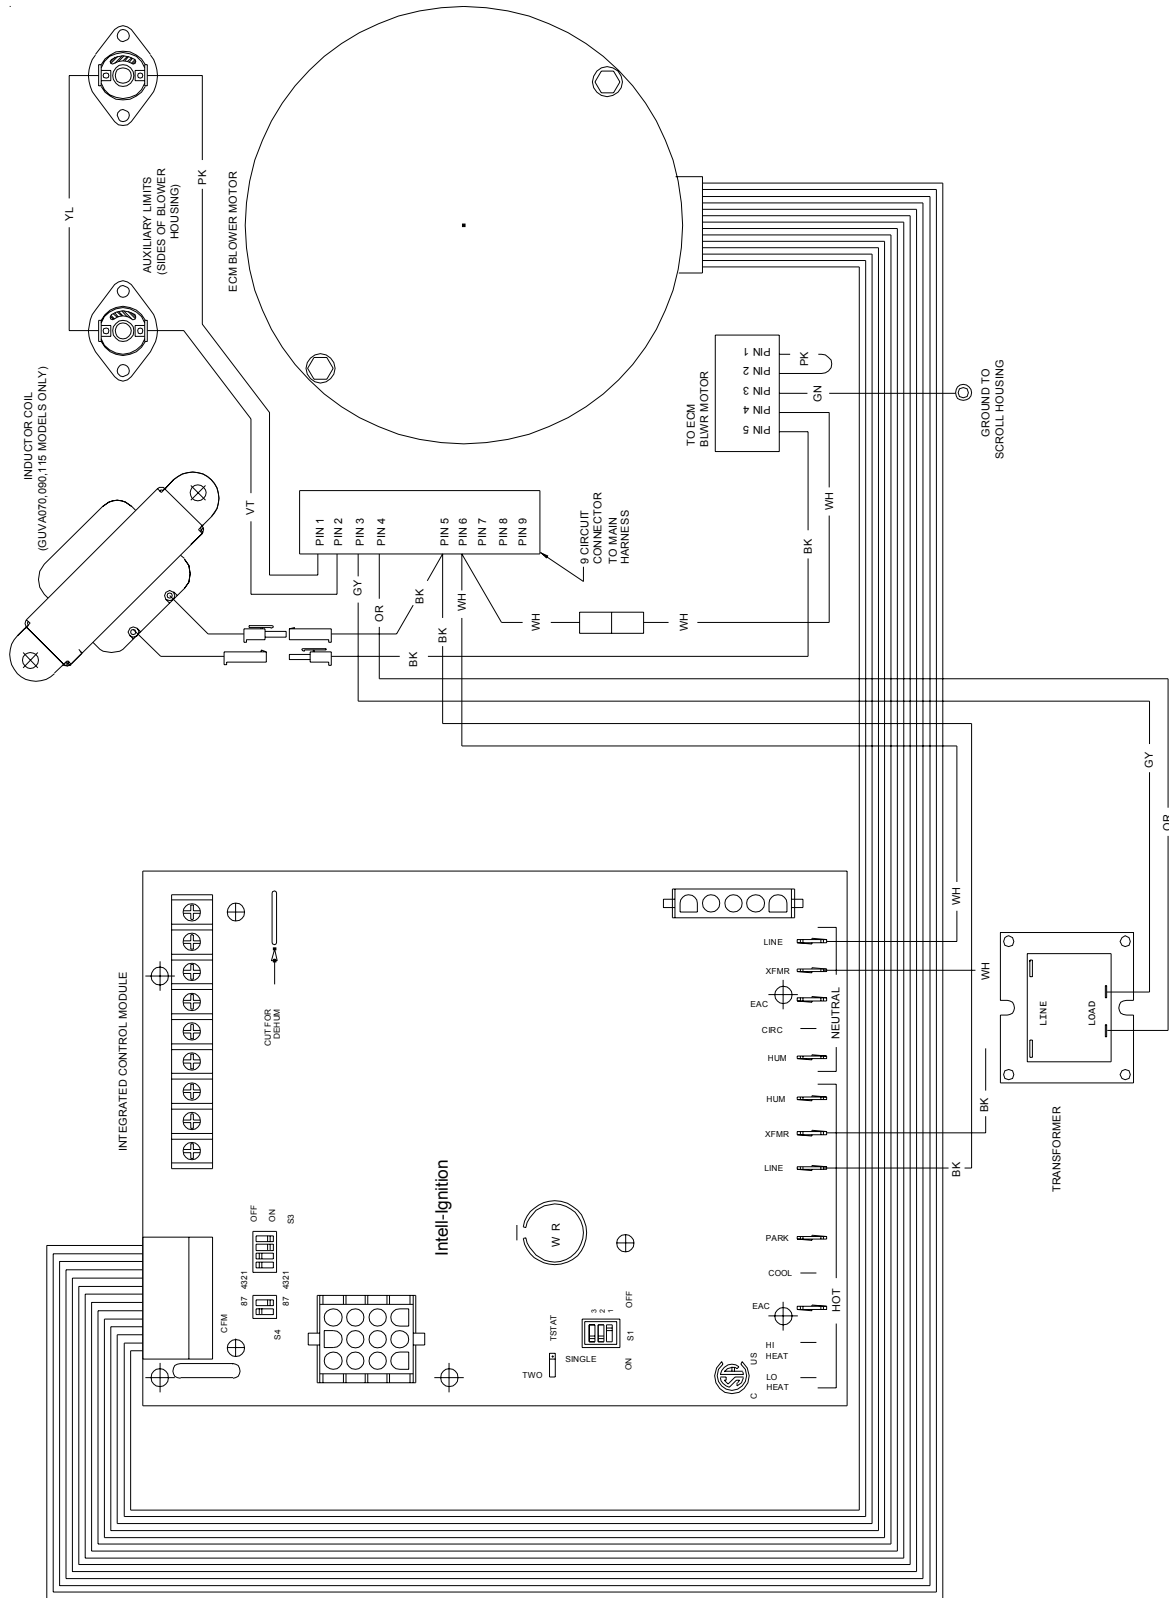 INDUCTOR COIL
(GUVA070,090,115 MODELS ONLY)
YL
AUXILIARY LIMITS
(SIDES OF BLOWER
HOUSING)
PK
ECM BLOWER MOTOR
VT
PIN 1
PIN 2
PIN 3
PIN 4
PIN 5
PIN 6
PIN 7
PIN 8
PIN 9
9 CIRCUIT
CONNECTOR
TO MAIN
HARNESS
GY
OR
BK
BK
WH
BK
WH
WH
TO ECM
BLWR MOTOR
PIN 1
PIN 2
PIN 3
PIN 4
PIN 5
PK
GN
WH
BK
GROUND TO
SCROLL HOUSING
GY
OR
INTEGRATED CONTROL MODULE
CUT FOR
DEHUM
Intell-Ignition
OFF
ON
S3
4321
4321
87
87
S4
CFM
W R
TWO
SINGLE
TSTAT
3
2
1
OFF
ON
S1
C
US
LINE
XFMR
EAC
CIRC
HUM
NEUTRAL
HUM
XFMR
LINE
PARK
COOL
EAC
HI
HEAT
LO
HEAT
HOT
WH
WH
BK
BK
LINE
LOAD
TRANSFORMER